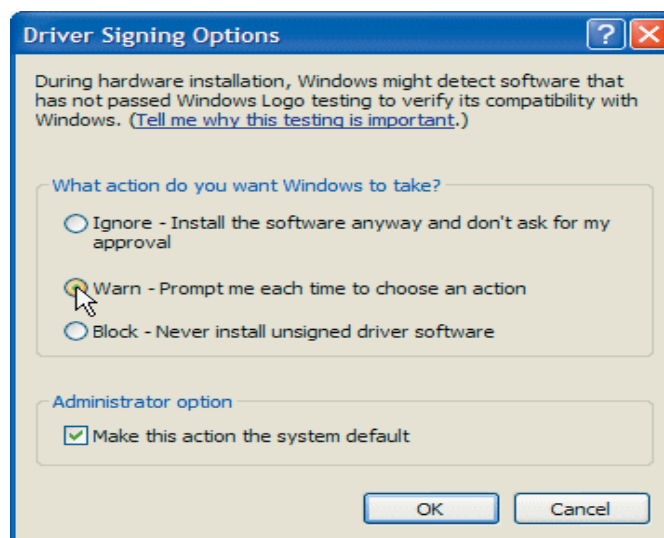 Driver Signing Options
During hardware installation, Windows might detect software that
has not passed Windows Logo testing to verify its compatibility with
Windows. (Tell me why this testing is important.)
What action do you want Windows to take?
Ignore - Install the software anyway and don't ask for my
approval
Warn - Prompt me each time to choose an action
Block - Never install unsigned driver software
Administrator option
Make this action the system default
OK
Cancel